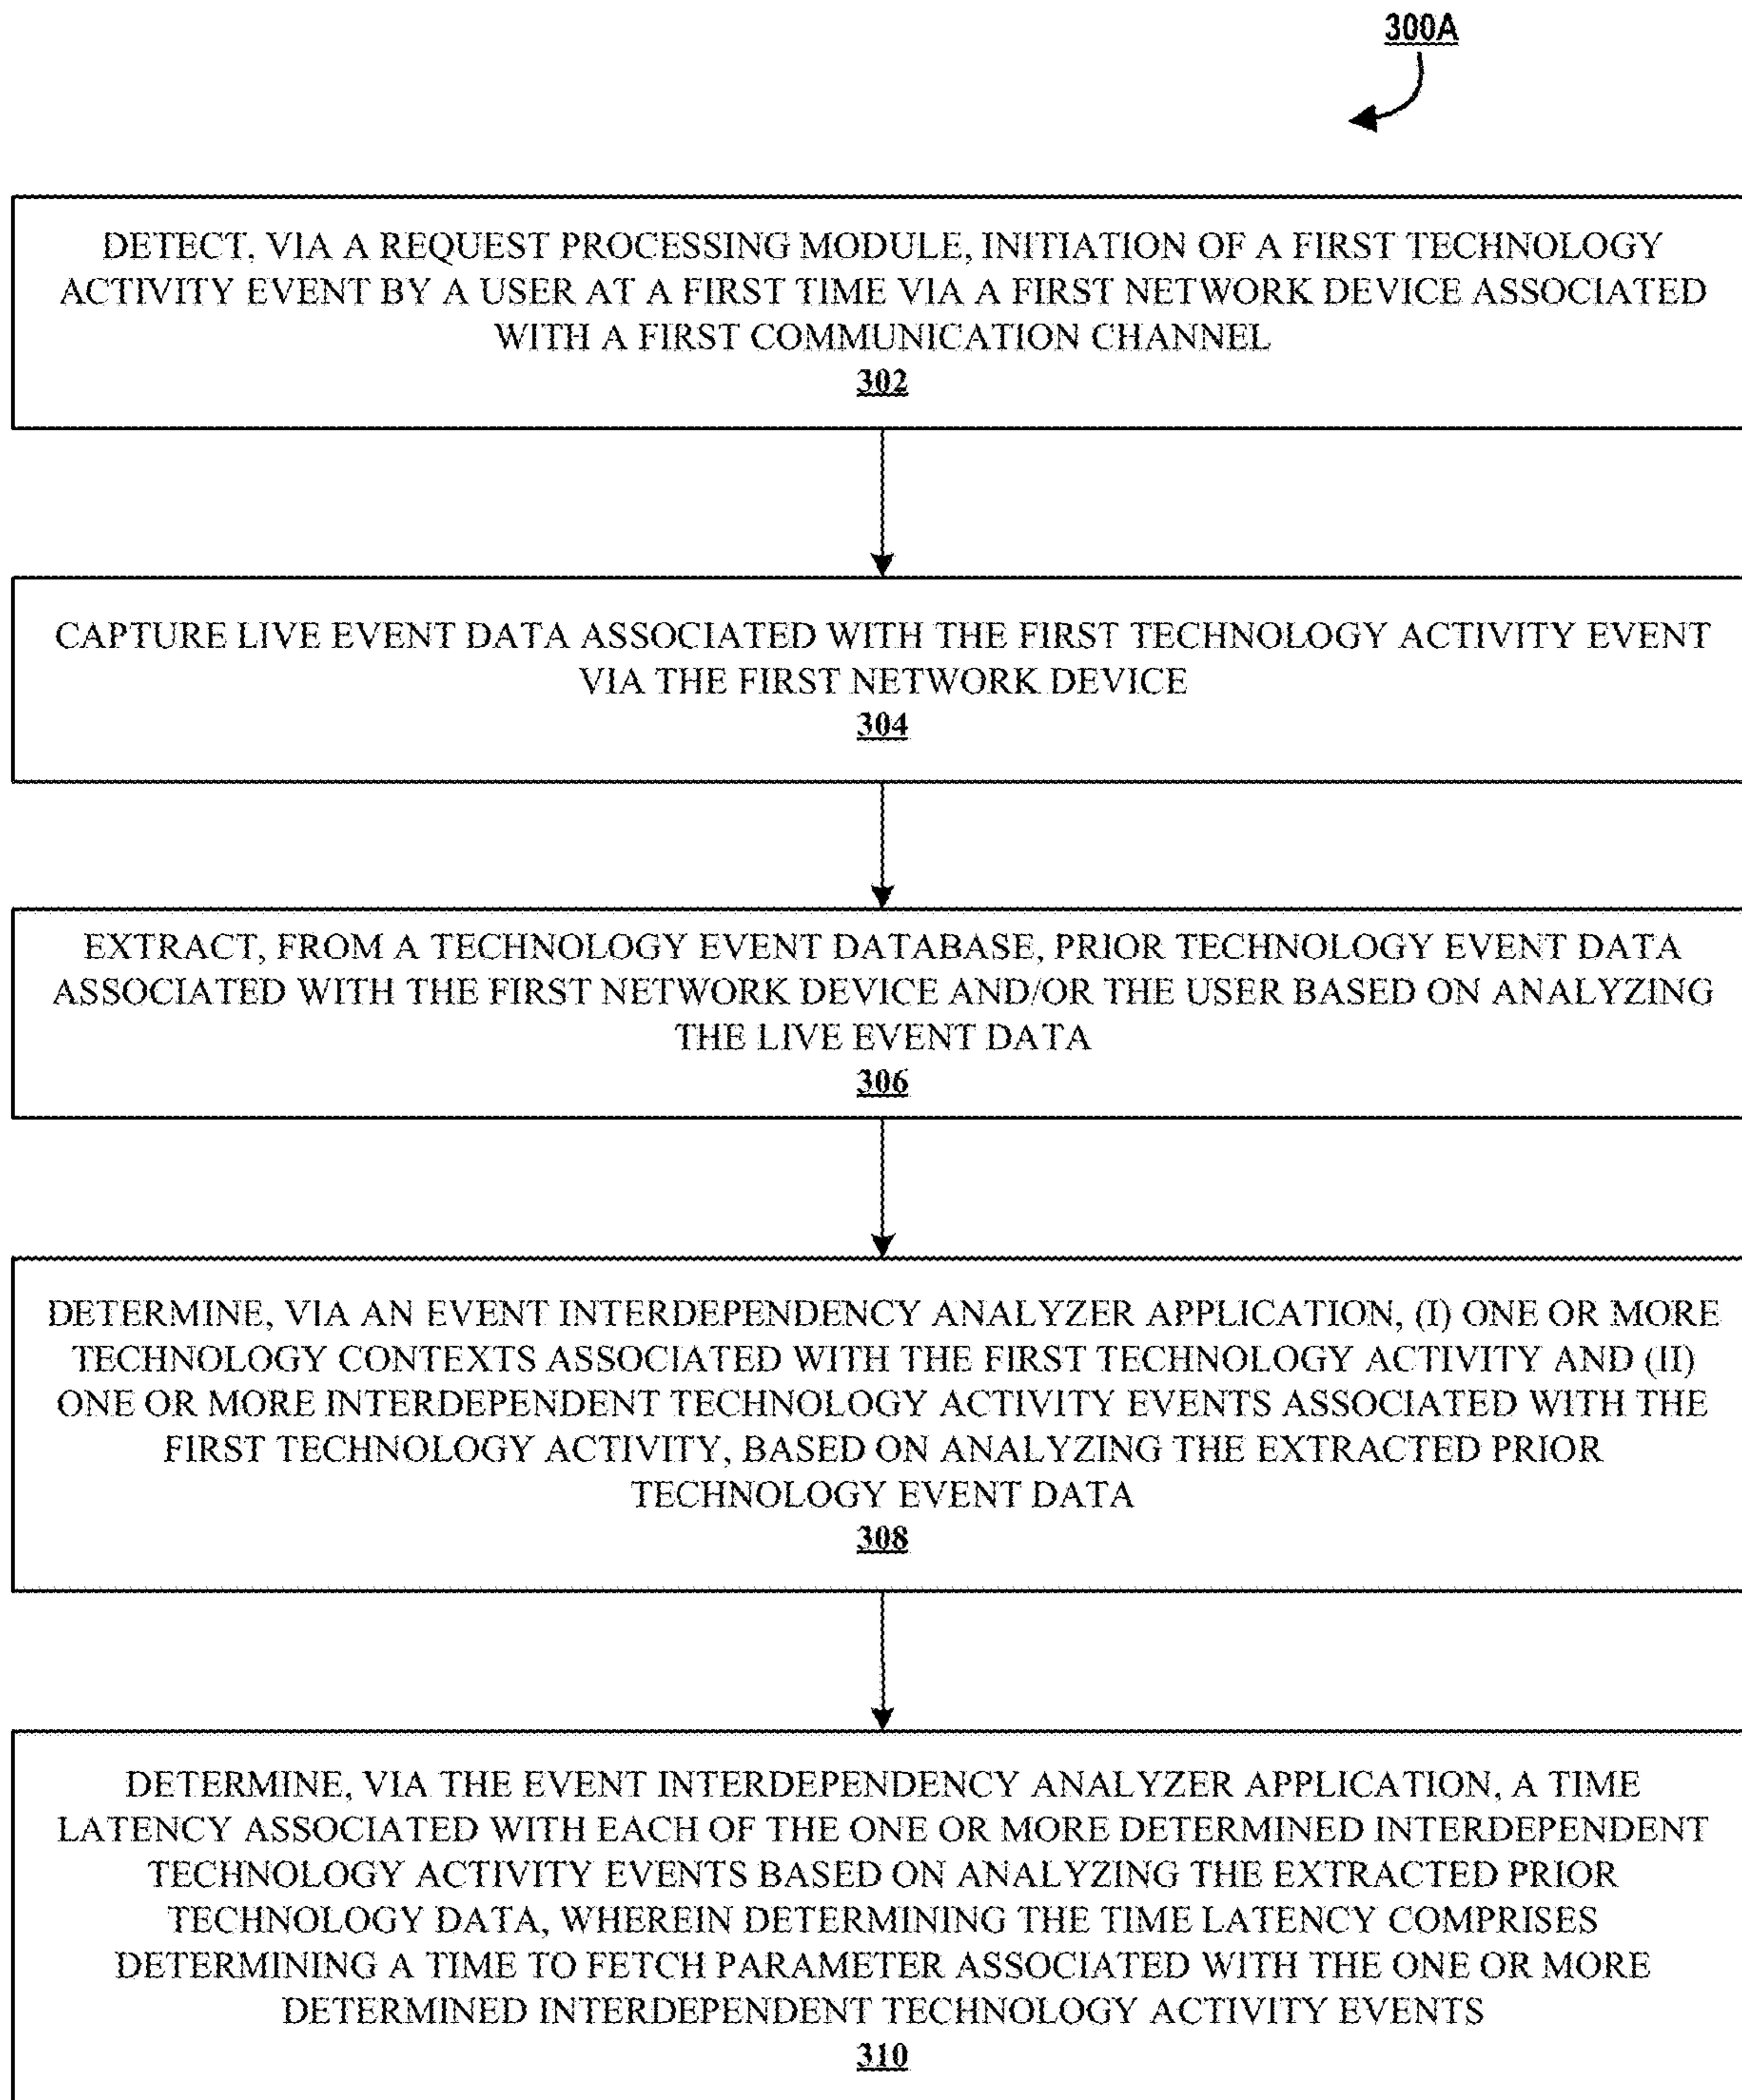 300A
DETECT, VIA A REQUEST PROCESSING MODULE, INITIATION OF A FIRST TECHNOLOGY
ACTIVITY EVENT BY A USER AT A FIRST TIME VIA A FIRST NETWORK DEVICE ASSOCIATED
WITH A FIRST COMMUNICATION CHANNEL
302
CAPTURE LIVE EVENT DATA ASSOCIATED WITH THE FIRST TECHNOLOGY ACTIVITY EVENT
VIA THE FIRST NETWORK DEVICE
304
EXTRACT, FROM A TECHNOLOGY EVENT DATABASE, PRIOR TECHNOLOGY EVENT DATA
ASSOCIATED WITH THE FIRST NETWORK DEVICE AND/OR THE USER BASED ON ANALYZING
THE LIVE EVENT DATA
306
DETERMINE, VIA AN EVENT INTERDEPENDENCY ANALYZER APPLICATION, (I) ONE OR MORE
TECHNOLOGY CONTEXTS ASSOCIATED WITH THE FIRST TECHNOLOGY ACTIVITY AND (II)
ONE OR MORE INTERDEPENDENT TECHNOLOGY ACTIVITY EVENTS ASSOCIATED WITH THE
FIRST TECHNOLOGY ACTIVITY, BASED ON ANALYZING THE EXTRACTED PRIOR
TECHNOLOGY EVENT DATA
308
DETERMINE, VIA THE EVENT INTERDEPENDENCY ANALYZER APPLICATION, A TIME
LATENCY ASSOCIATED WITH EACH OF THE ONE OR MORE DETERMINED INTERDEPENDENT
TECHNOLOGY ACTIVITY EVENTS BASED ON ANALYZING THE EXTRACTED PRIOR
TECHNOLOGY DATA, WHEREIN DETERMINING THE TIME LATENCY COMPRISES
DETERMINING A TIME TO FETCH PARAMETER ASSOCIATED WITH THE ONE OR MORE
DETERMINED INTERDEPENDENT TECHNOLOGY ACTIVITY EVENTS
310